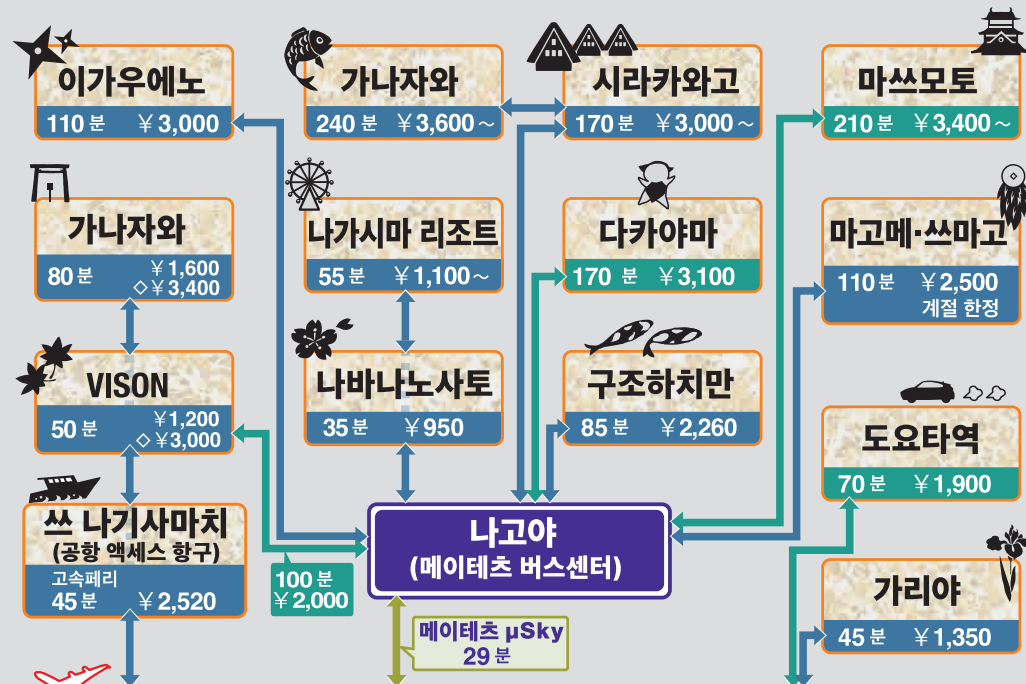 이가우에노
110 분 ¥3,000
가나자와
240 분 ¥3,600～
시라카와고
170 분 ¥3,000～
마쓰모토
210 분 ¥3,400～
가나자와
80 분 ¥1,600
◇¥3,400
나가시마 리조트
55 분 ¥1,100～
다카야마
170 분 ¥3,100
마고메·쓰마고
110 분 ¥2,500
계절 한정
VISON
50 분 ¥1,200
◇¥3,000
나바나노사토
35 분 ¥950
구조하치만
85 분 ¥2,260
도요타역
70 분 ¥1,900
쓰 나기사마치
(공항 액세스 항구)
고속페리
45 분 ¥2,520
100 분
¥2,000
나고야
(메이테츠 버스센터)
메이테츠 μSky
29 분
가리야
45 분 ¥1,350